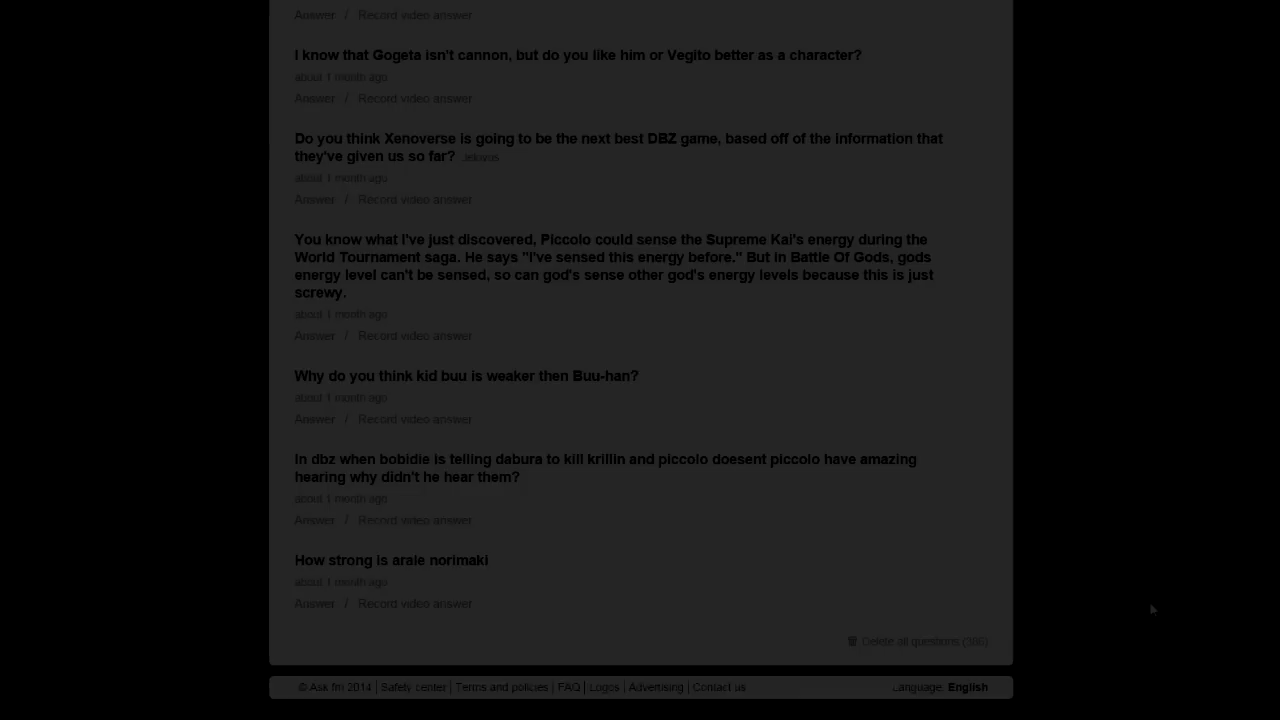 Answer / Record video answer
I know that Gogeta isn't cannon, but do you like him or Vegito better as a character?
about 1 month ago
Answer / Record video answer
Do you think Xenoverse is going to be the next best DBZ game, based off of the information that
they've given us so far?
about 1 month ago
Answer / Record video answer
You know what I've just discovered, Piccolo could sense the Supreme Kai's energy during the
World Tournament saga. He says "I've sensed this energy before." But in Battle Of Gods, gods
energy level can't be sensed, so can god's sense other god's energy levels because this is just
screwy.
about 1 month ago
Answer / Record video answer
Why do you think kid buu is weaker then Buu-han?
about 1 month ago
Answer / Record video answer
In dbz when bobidie is telling dabura to kill krillin and piccolo doesent piccolo have amazing
hearing why didn't he hear them?
about 1 month ago
Answer / Record video answer
How strong is arale norimaki
about 1 month ago
Answer / Record video answer
Delete all questions
© Ask fm 2014 | Safety center | Terms and policies | FAQ | Logos | Advertising | Contact us Language: English